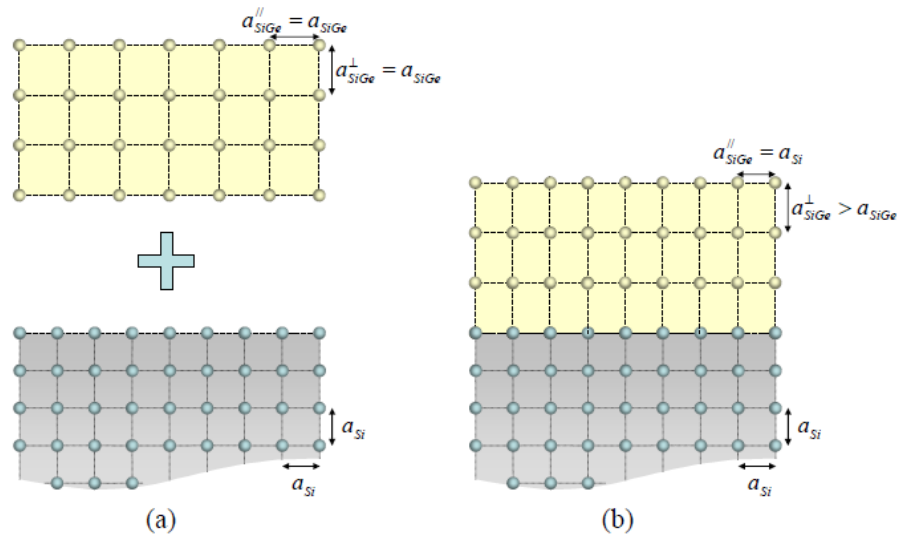 a^{//}_{SiGe} = a_{SiGe}
a^{⊥}_{SiGe} = a_{SiGe}
a^{//}_{SiGe} = a_{Si}
a^{⊥}_{SiGe} > a_{SiGe}
a_{Si}
a_{Si}
a_{Si}
a_{Si}
(a)
(b)